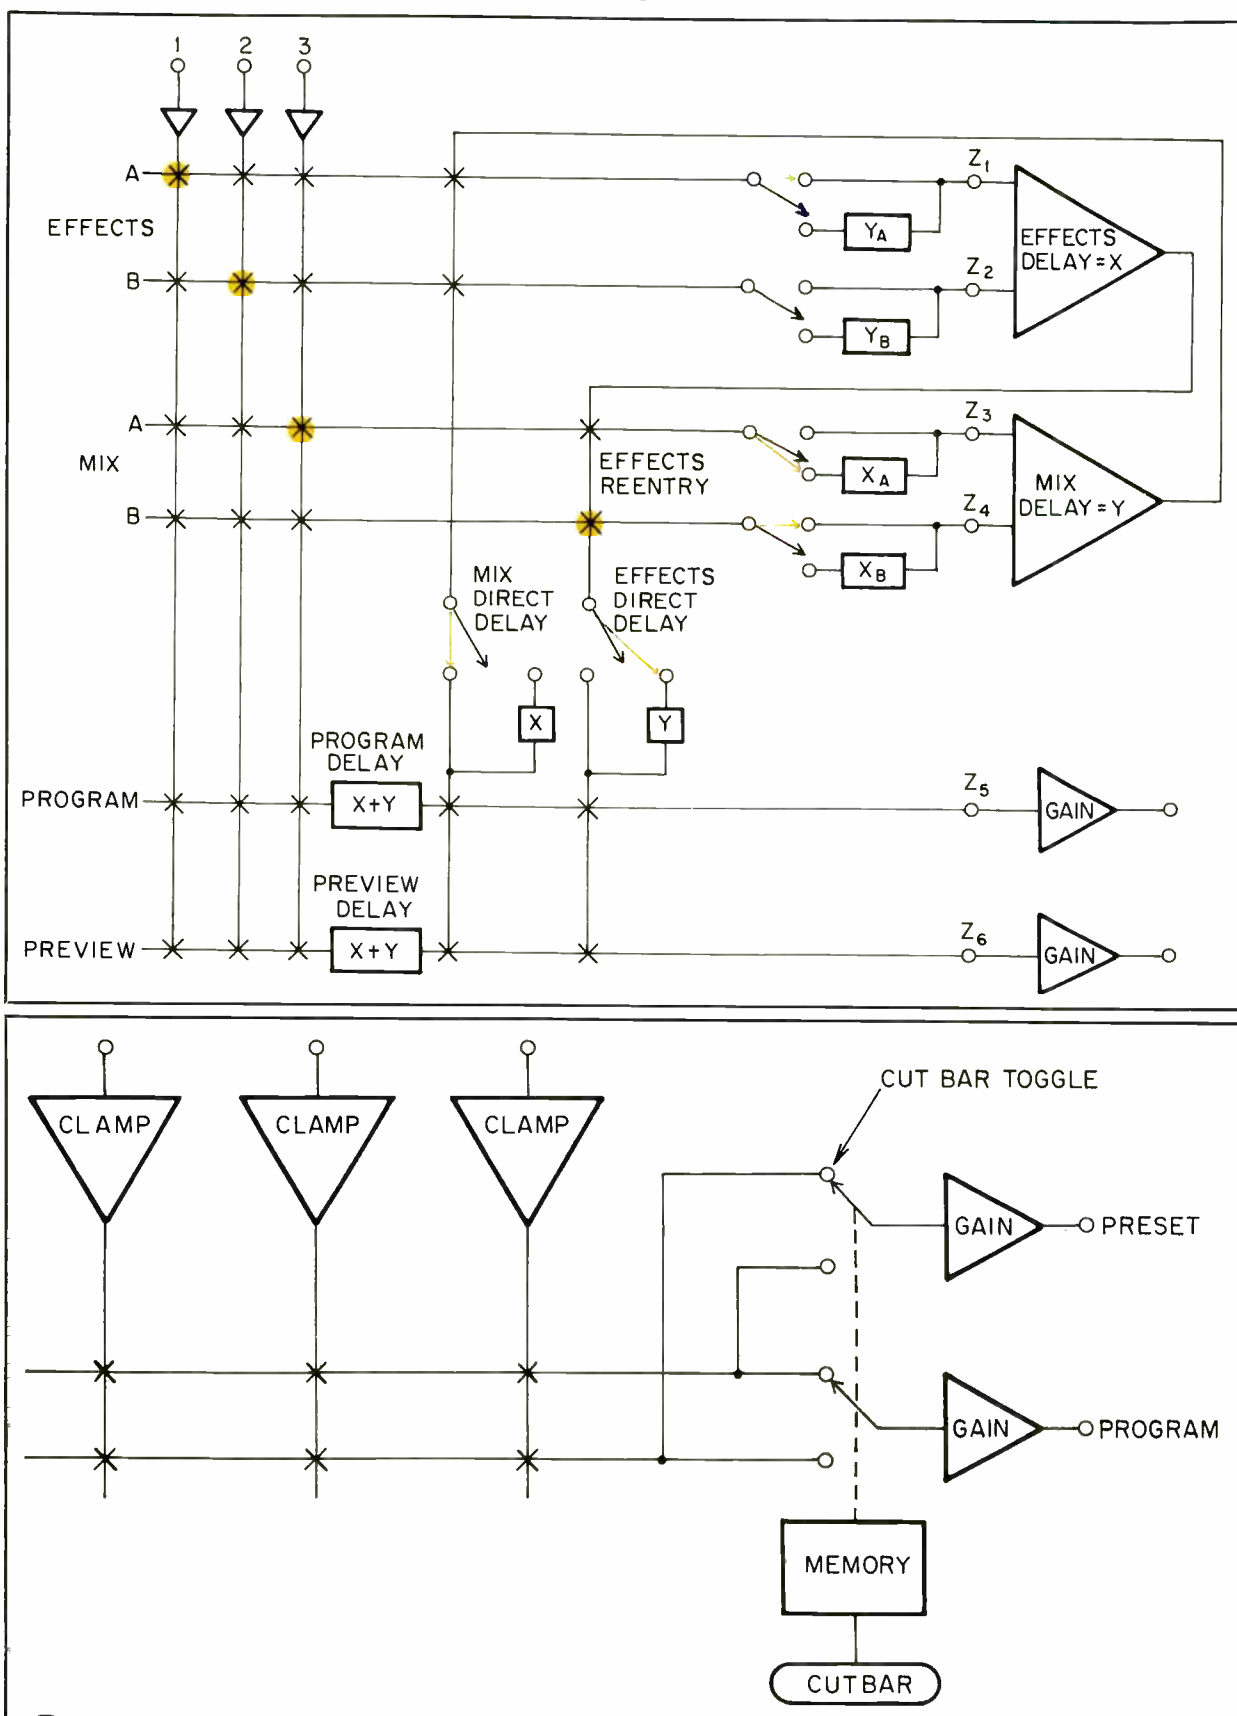 1 2 3
A
EFFECTS
B
Z1
YA
EFFECTS
DELAY=X
Z2
YB
A
MIX
B
EFFECTS
REENTRY
Z3
XA
MIX
DELAY=Y
Z4
XB
MIX
DIRECT
DELAY
EFFECTS
DIRECT
DELAY
X
Y
PROGRAM
DELAY
PROGRAM
X+Y
Z5
GAIN
PREVIEW
DELAY
PREVIEW
X+Y
Z6
GAIN
CLAMP
CLAMP
CLAMP
CUT BAR TOGGLE
GAIN
PRESET
GAIN
PROGRAM
MEMORY
CUTBAR